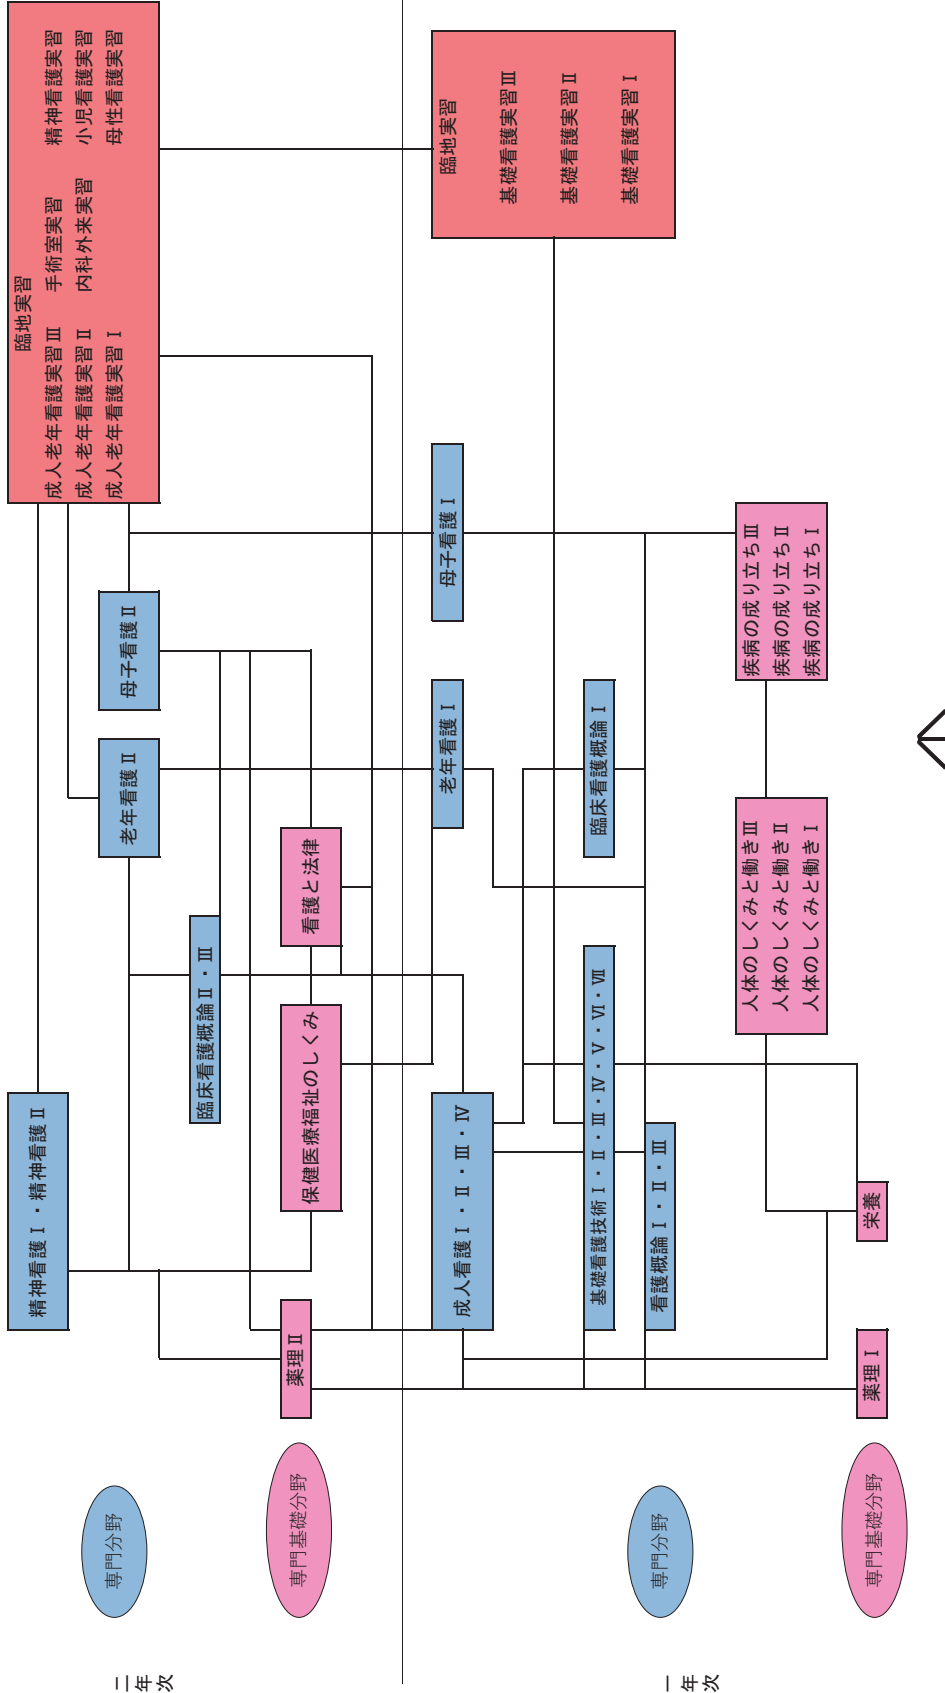 二年次
専門分野
専門基礎分野
精神看護Ⅰ・精神看護Ⅱ
老年看護Ⅱ
母子看護Ⅱ
臨床看護概論Ⅱ・Ⅲ
薬理Ⅱ
保健医療福祉のしくみ
看護と法律
臨地実習
成人老年看護実習Ⅲ 手術室実習 精神看護実習
成人老年看護実習Ⅱ 内科外来実習 小児看護実習
成人老年看護実習Ⅰ 母性看護実習
一年次
専門分野
専門基礎分野
成人看護Ⅰ・Ⅱ・Ⅲ・Ⅳ
老年看護Ⅰ
母子看護Ⅰ
基礎看護技術Ⅰ・Ⅱ・Ⅲ・Ⅳ・Ⅴ・Ⅵ・Ⅶ
臨床看護概論Ⅰ
看護概論Ⅰ・Ⅱ・Ⅲ
臨地実習
基礎看護実習Ⅲ
基礎看護実習Ⅱ
基礎看護実習Ⅰ
人体のしくみと働きⅢ
人体のしくみと働きⅡ
人体のしくみと働きⅠ
疾病の成り立ちⅢ
疾病の成り立ちⅡ
疾病の成り立ちⅠ
薬理Ⅰ
栄養